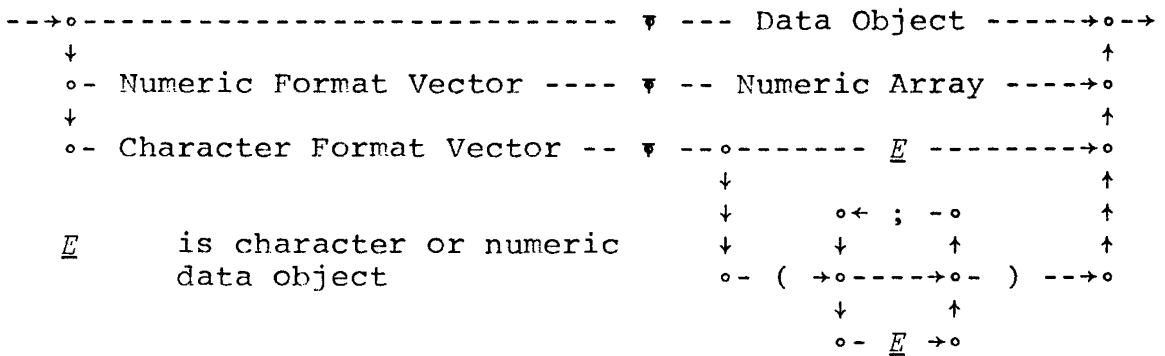 --→∘------------------------------ ⍕ --- Data Object -----→∘-→
↓ ↑
∘- Numeric Format Vector ---- ⍕ -- Numeric Array ----→∘
↓ ↑
∘- Character Format Vector -- ⍕ --∘------- E --------→∘
↓ ↑
↓ ∘← ; -∘ ↑
E is character or numeric ↓ ↓ ↑ ↑
data object ∘- ( →∘----→∘- ) --→∘
↓ ↑
∘- E →∘